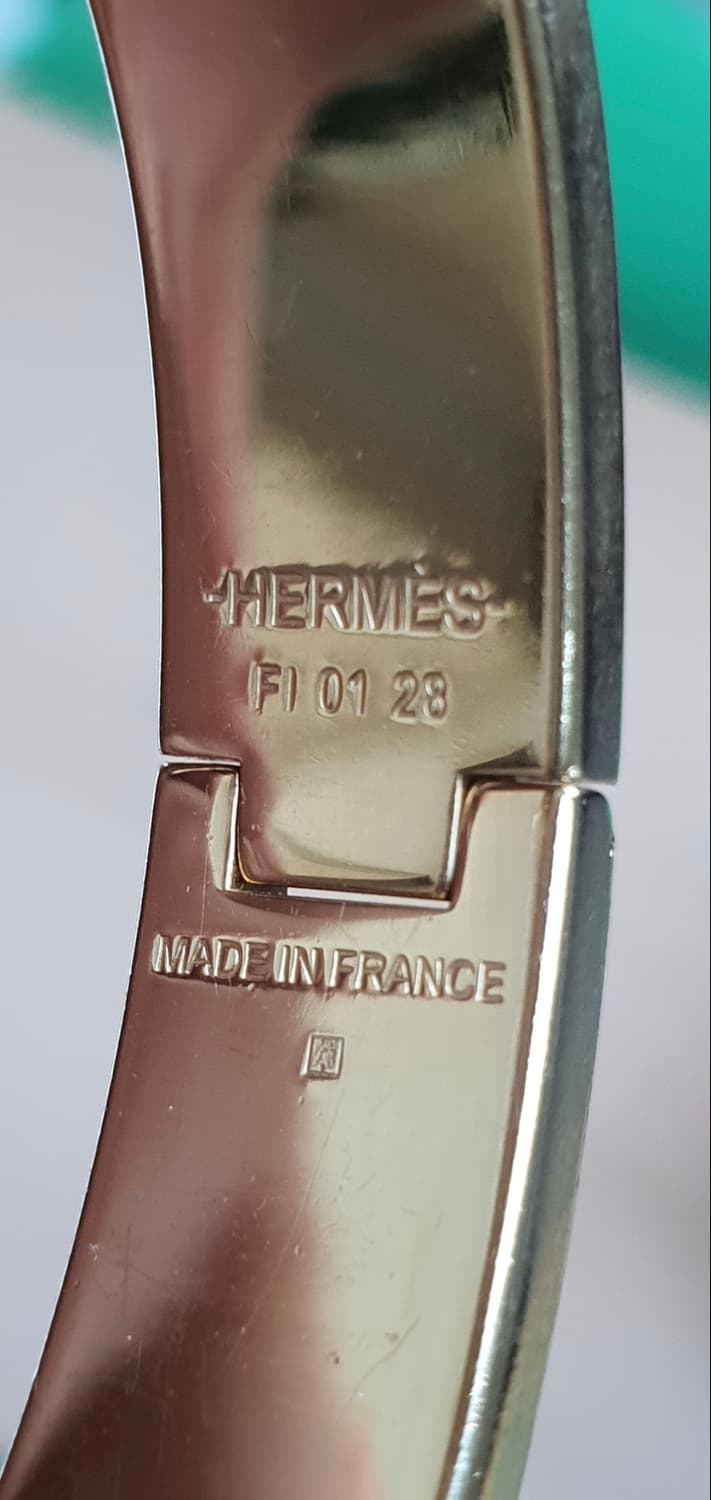 -HERMÈS-
FI 01 28
MADE IN FRANCE